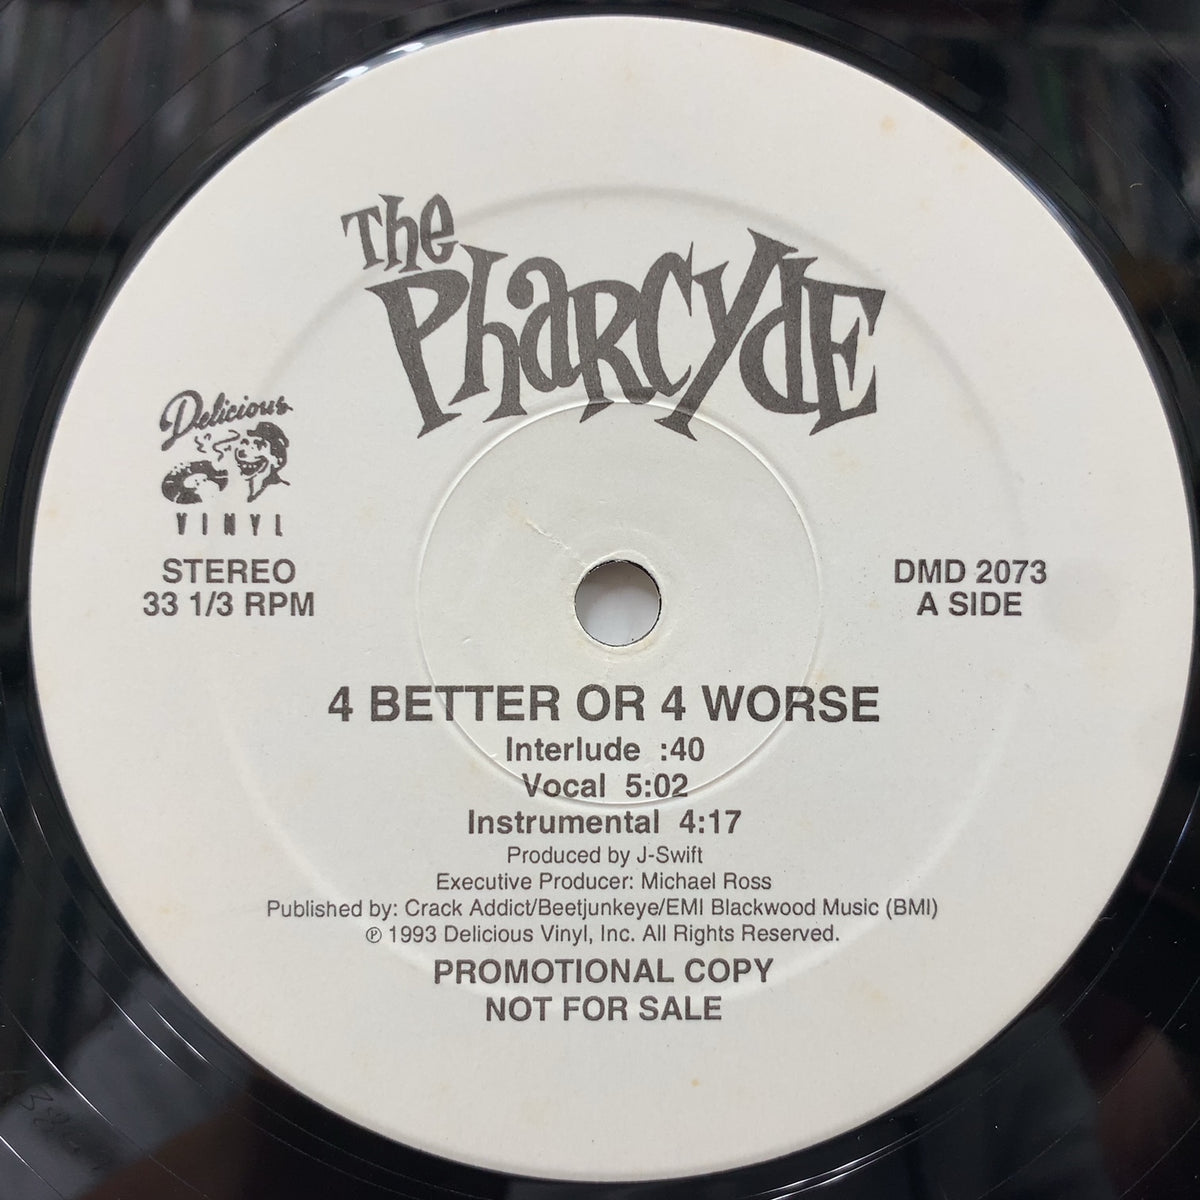 The
Pharcyde
Delicious
VINYL
STEREO
33 1/3 RPM
DMD 2073
A SIDE
4 BETTER OR 4 WORSE
Interlude :40
Vocal 5:02
Instrumental 4:17
Produced by J-Swift
Executive Producer: Michael Ross
Published by: Crack Addict/Beetjunkeye/EMI Blackwood Music (BMI)
℗ 1993 Delicious Vinyl, Inc. All Rights Reserved.
PROMOTIONAL COPY
NOT FOR SALE